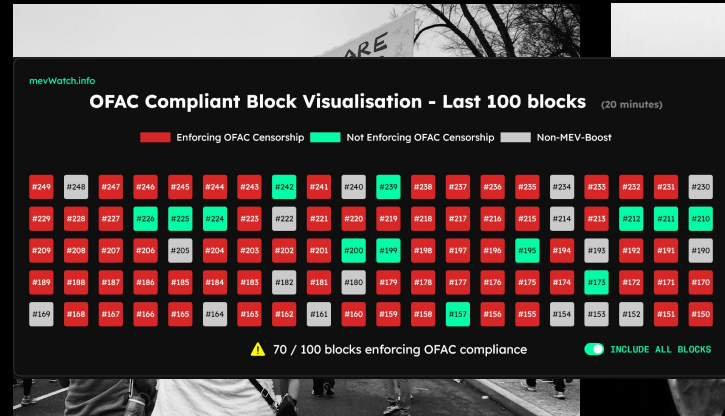 ARE
mevWatch.info
OFAC Compliant Block Visualisation - Last 100 blocks (20 minutes)
Enforcing OFAC Censorship Not Enforcing OFAC Censorship Non-MEV-Boost
#249 #248 #247 #246 #245 #244 #243 #242 #241 #240 #239 #238 #237 #236 #235 #234 #233 #232 #231 #230
#229 #228 #227 #226 #225 #224 #223 #222 #221 #220 #219 #218 #217 #216 #215 #214 #213 #212 #211 #210
#209 #208 #207 #206 #205 #204 #203 #202 #201 #200 #199 #198 #197 #196 #195 #194 #193 #192 #191 #190
#189 #188 #187 #186 #185 #184 #183 #182 #181 #180 #179 #178 #177 #176 #175 #174 #173 #172 #171 #170
#169 #168 #167 #166 #165 #164 #163 #162 #161 #160 #159 #158 #157 #156 #155 #154 #153 #152 #151 #150
70 / 100 blocks enforcing OFAC compliance INCLUDE ALL BLOCKS